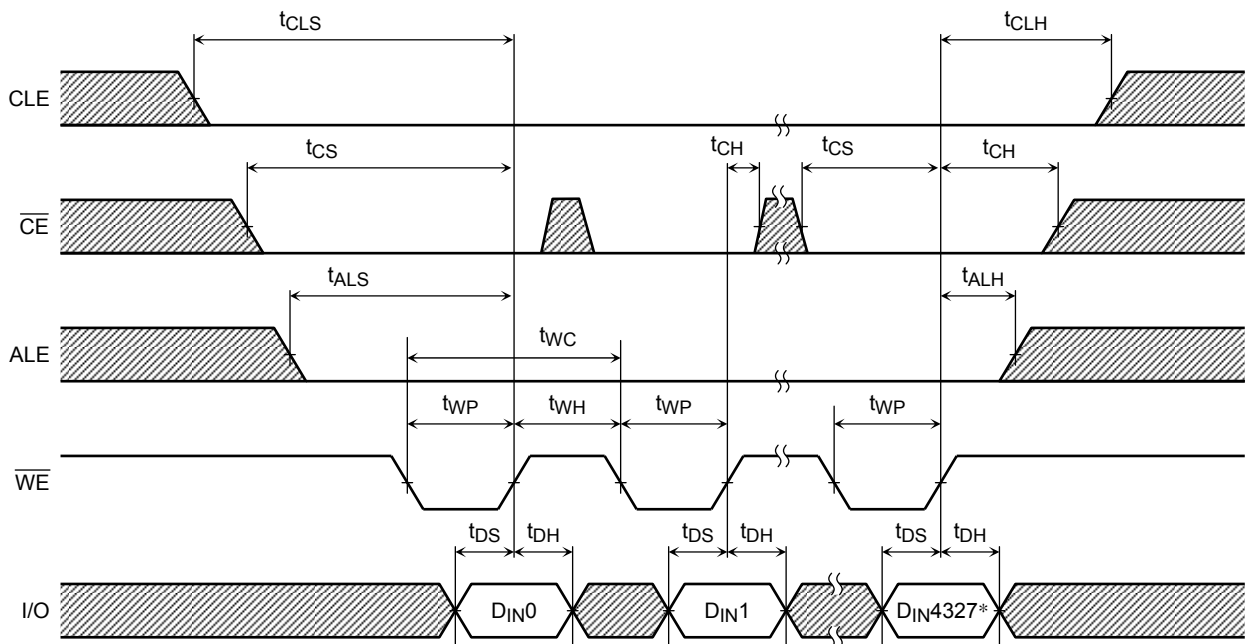 tCLS tCLH
CLE
tCS tCH tCS tCH
CE
tALS tALH
ALE
tWC
tWP tWH tWP tWP
WE
tDS tDH tDS tDH tDS tDH
I/O DIN0 DIN1 DIN4327*